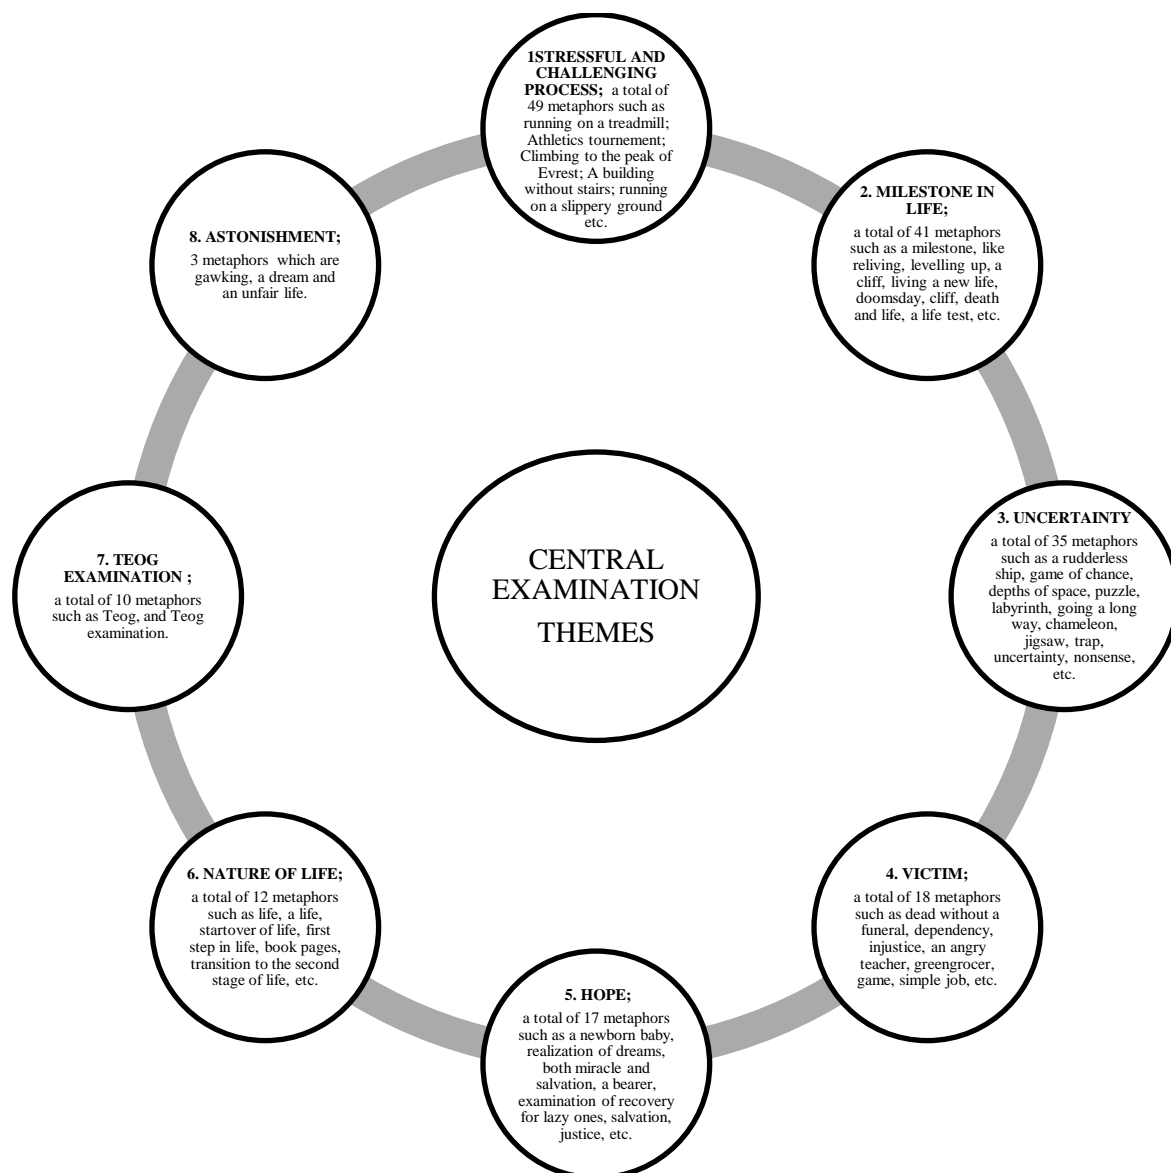 1STRESSFUL AND
CHALLENGING
PROCESS; a total of
49 metaphors such as
running on a treadmill;
Athletics tournement;
Climbing to the peak of
Evrest; A building
without stairs; running
on a slippery ground
etc.
2. MILESTONE IN
LIFE;
a total of 41 metaphors
such as a milestone, like
reliving, levelling up, a
cliff, living a new life,
doomsday, cliff, death
and life, a life test, etc.
3. UNCERTAINTY
a total of 35 metaphors
such as a rudderless
ship, game of chance,
depths of space, puzzle,
labyrinth, going a long
way, chameleon,
jigsaw, trap,
uncertainty, nonsense,
etc.
4. VICTIM;
a total of 18 metaphors
such as dead without a
funeral, dependency,
injustice, an angry
teacher, greengrocer,
game, simple job, etc.
5. HOPE;
a total of 17 metaphors
such as a newborn baby,
realization of dreams,
both miracle and
salvation, a bearer,
examination of recovery
for lazy ones, salvation,
justice, etc.
6. NATURE OF LIFE;
a total of 12 metaphors
such as life, a life,
startover of life, first
step in life, book pages,
transition to the second
stage of life, etc.
7. TEOG
EXAMINATION ;
a total of 10 metaphors
such as Teog, and Teog
examination.
8. ASTONISHMENT;
3 metaphors which are
gawking, a dream and
an unfair life.
CENTRAL
EXAMINATION
THEMES